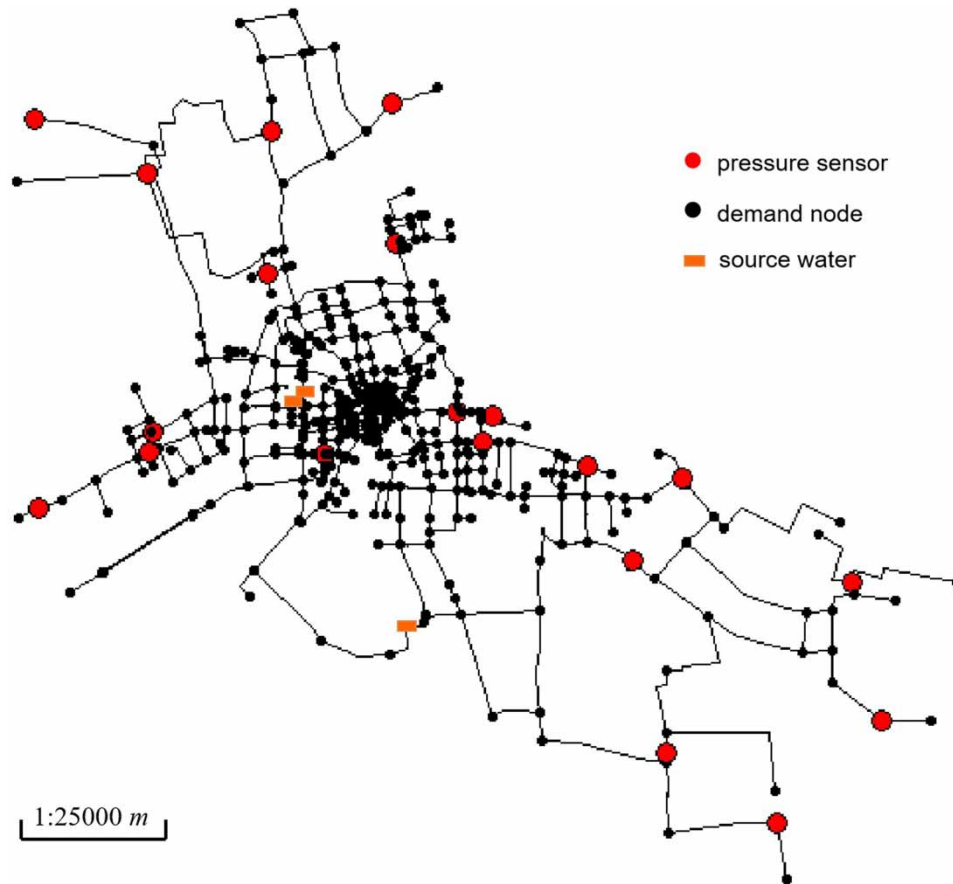 pressure sensor
demand node
source water
1:25000 m